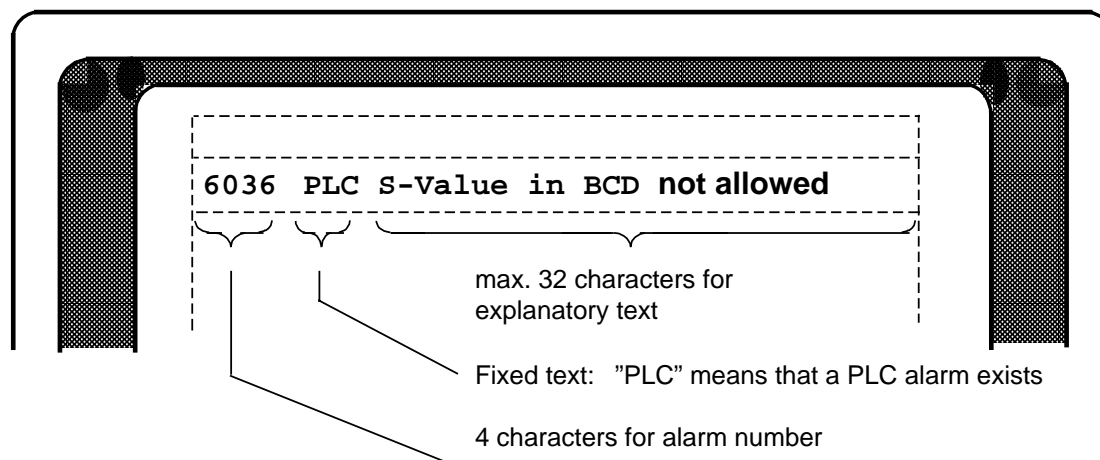 6036 PLC S-Value in BCD not allowed
max. 32 characters for
explanatory text
Fixed text: ”PLC” means that a PLC alarm exists
4 characters for alarm number